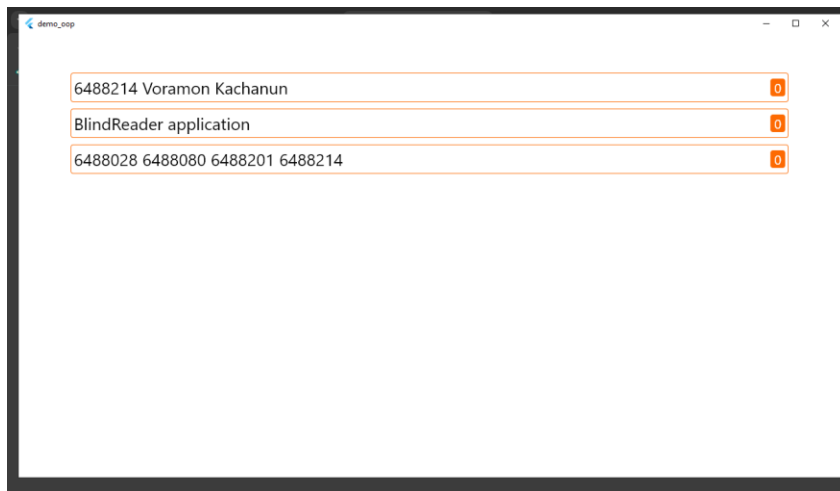 demo_oop
6488214 Voramon Kachanun 0
BlindReader application 0
6488028 6488080 6488201 6488214 0